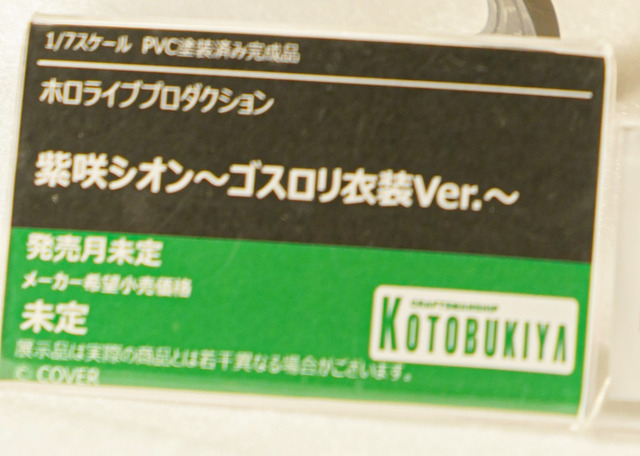 1/7スケール PVC塗装済み完成品
ホロライブプロダクション
紫咲シオン～ゴスロリ衣装Ver.～
発売月未定
メーカー希望小売価格
未定
CRAFTSMANSHIP
KOTOBUKIYA
展示品は実際の商品とは若干異なる場合がございます。
© COVER